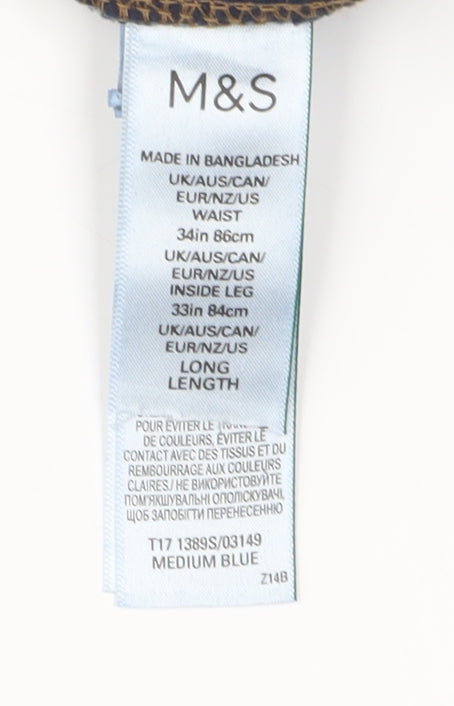 M&S
MADE IN BANGLADESH
UK/AUS/CAN/
EUR/NZ/US
WAIST
34in 86cm
UK/AUS/CAN/
EUR/NZ/US
INSIDE LEG
33in 84cm
UK/AUS/CAN/
EUR/NZ/US
LONG
LENGTH
POUR ÉVITER LE
DE COULEURS, ÉVITER LE
CONTACT AVEC DES TISSUS ET DU
REMBOURRAGE AUX COULEURS
CLAIRES/ НЕ ВИКОРИСТОВУЙТЕ
ПОМ'ЯКШУВАЛЬНІ ОПОЛІСКУВАЧІ,
ЩОБ ЗАПОБІГТИ ПЕРЕНЕСЕННЮ
T17 1389S/03149
MEDIUM BLUE
Z14B